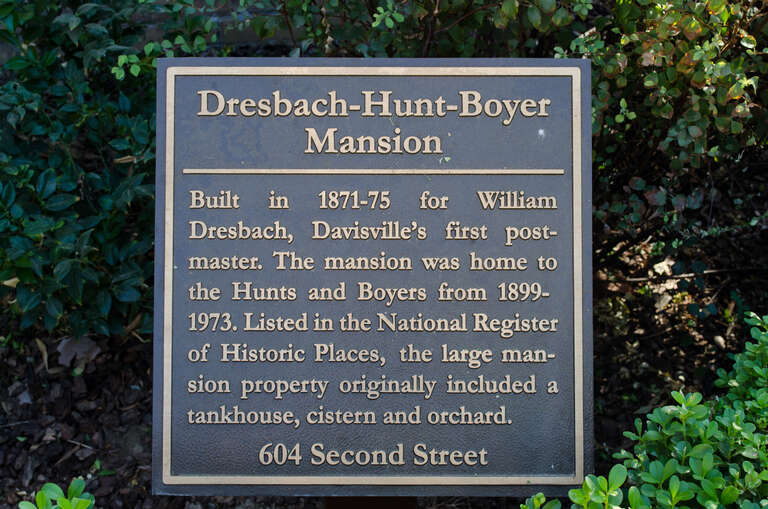 Dresbach-Hunt-Boyer
Mansion
Built in 1871-75 for William
Dresbach, Davisville's first post-
master. The mansion was home to
the Hunts and Boyers from 1899-
1973. Listed in the National Register
of Historic Places, the large man-
sion property originally included a
tankhouse, cistern and orchard.
604 Second Street